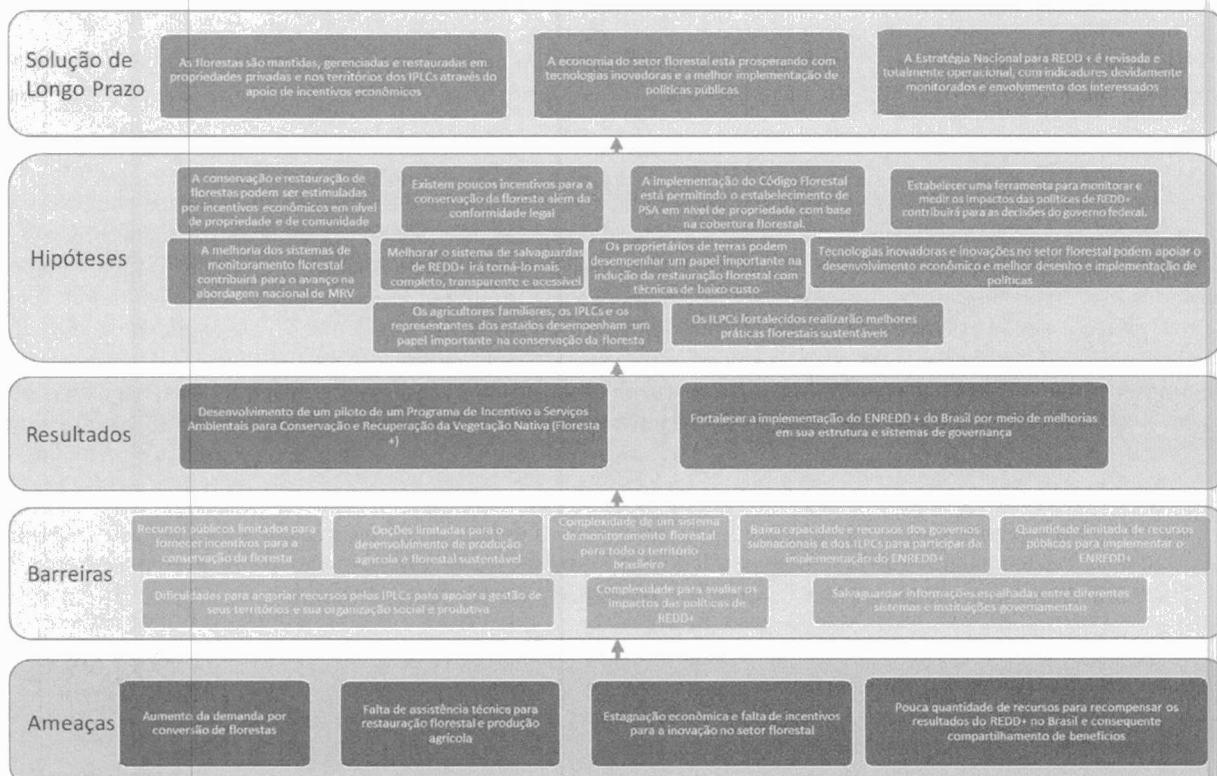 Solução de
Longo Prazo
As florestas são mantidas, gerenciadas e restauradas em
propriedades privadas e nos territórios dos IPLCs através do
apoio de incentivos econômicos
A economia do setor florestal está prosperando com
tecnologias inovadoras e a melhor implementação de
políticas públicas
A Estratégia Nacional para REDD + é revisada e
totalmente operacional, com indicadores devidamente
monitorados e envolvimento dos interessados
Hipóteses
A conservação e restauração de
florestas podem ser estimuladas
por incentivos econômicos em nível
de propriedade e de comunidade
Existem poucos incentivos para a
conservação da floresta além da
conformidade legal
A implementação do Código Florestal
está permitindo o estabelecimento de
PSA em nível de propriedade com base
na cobertura florestal.
Estabelecer uma ferramenta para monitorar e
medir os impactos das políticas de REDD+
contribuirá para as decisões do governo federal.
A melhoria dos sistemas de
monitoramento florestal
contribuirá para o avanço na
abordagem nacional de MRV
Melhorar o sistema de salvaguardas
de REDD+ irá torná-lo mais
completo, transparente e acessível
Os proprietários de terras podem
desempenhar um papel importante na
indução da restauração florestal com
técnicas de baixo custo
Tecnologias inovadoras e inovações no setor florestal podem apoiar o
desenvolvimento econômico e melhor desenho e implementação de
políticas
Os agricultores familiares, os IPLCs e os
representantes dos estados desempenham um
papel importante na conservação da floresta
Os ILPCs fortalecidos realizarão melhores
práticas florestais sustentáveis
Resultados
Desenvolvimento de um piloto de um Programa de Incentivo a Serviços
Ambientais para Conservação e Recuperação da Vegetação Nativa (Floresta
+)
Fortalecer a implementação do ENREDD + do Brasil por meio de melhorias
em sua estrutura e sistemas de governança
Barreiras
Recursos públicos limitados para
fornecer incentivos para a
conservação da floresta
Opções limitadas para o
desenvolvimento de produção
agrícola e florestal sustentável
Complexidade de um sistema
de monitoramento florestal
para todo o território
brasileiro
Baixa capacidade e recursos dos governos
subnacionais e dos ILPCs para participar da
implementação do ENREDD+
Quantidade limitada de recursos
públicos para implementar o
ENREDD+
Dificuldades para angariar recursos pelos IPLCs para apoiar a gestão de
seus territórios e sua organização social e produtiva
Complexidade para avaliar os
impactos das políticas de
REDD+
Salvaguardar informações espalhadas entre diferentes
sistemas e instituições governamentais
Ameaças
Aumento da demanda por
conversão de florestas
Falta de assistência técnica para
restauração florestal e produção
agrícola
Estagnação econômica e falta de incentivos
para a inovação no setor florestal
Pouca quantidade de recursos para recompensar os
resultados do REDD+ no Brasil e consequente
compartilhamento de benefícios